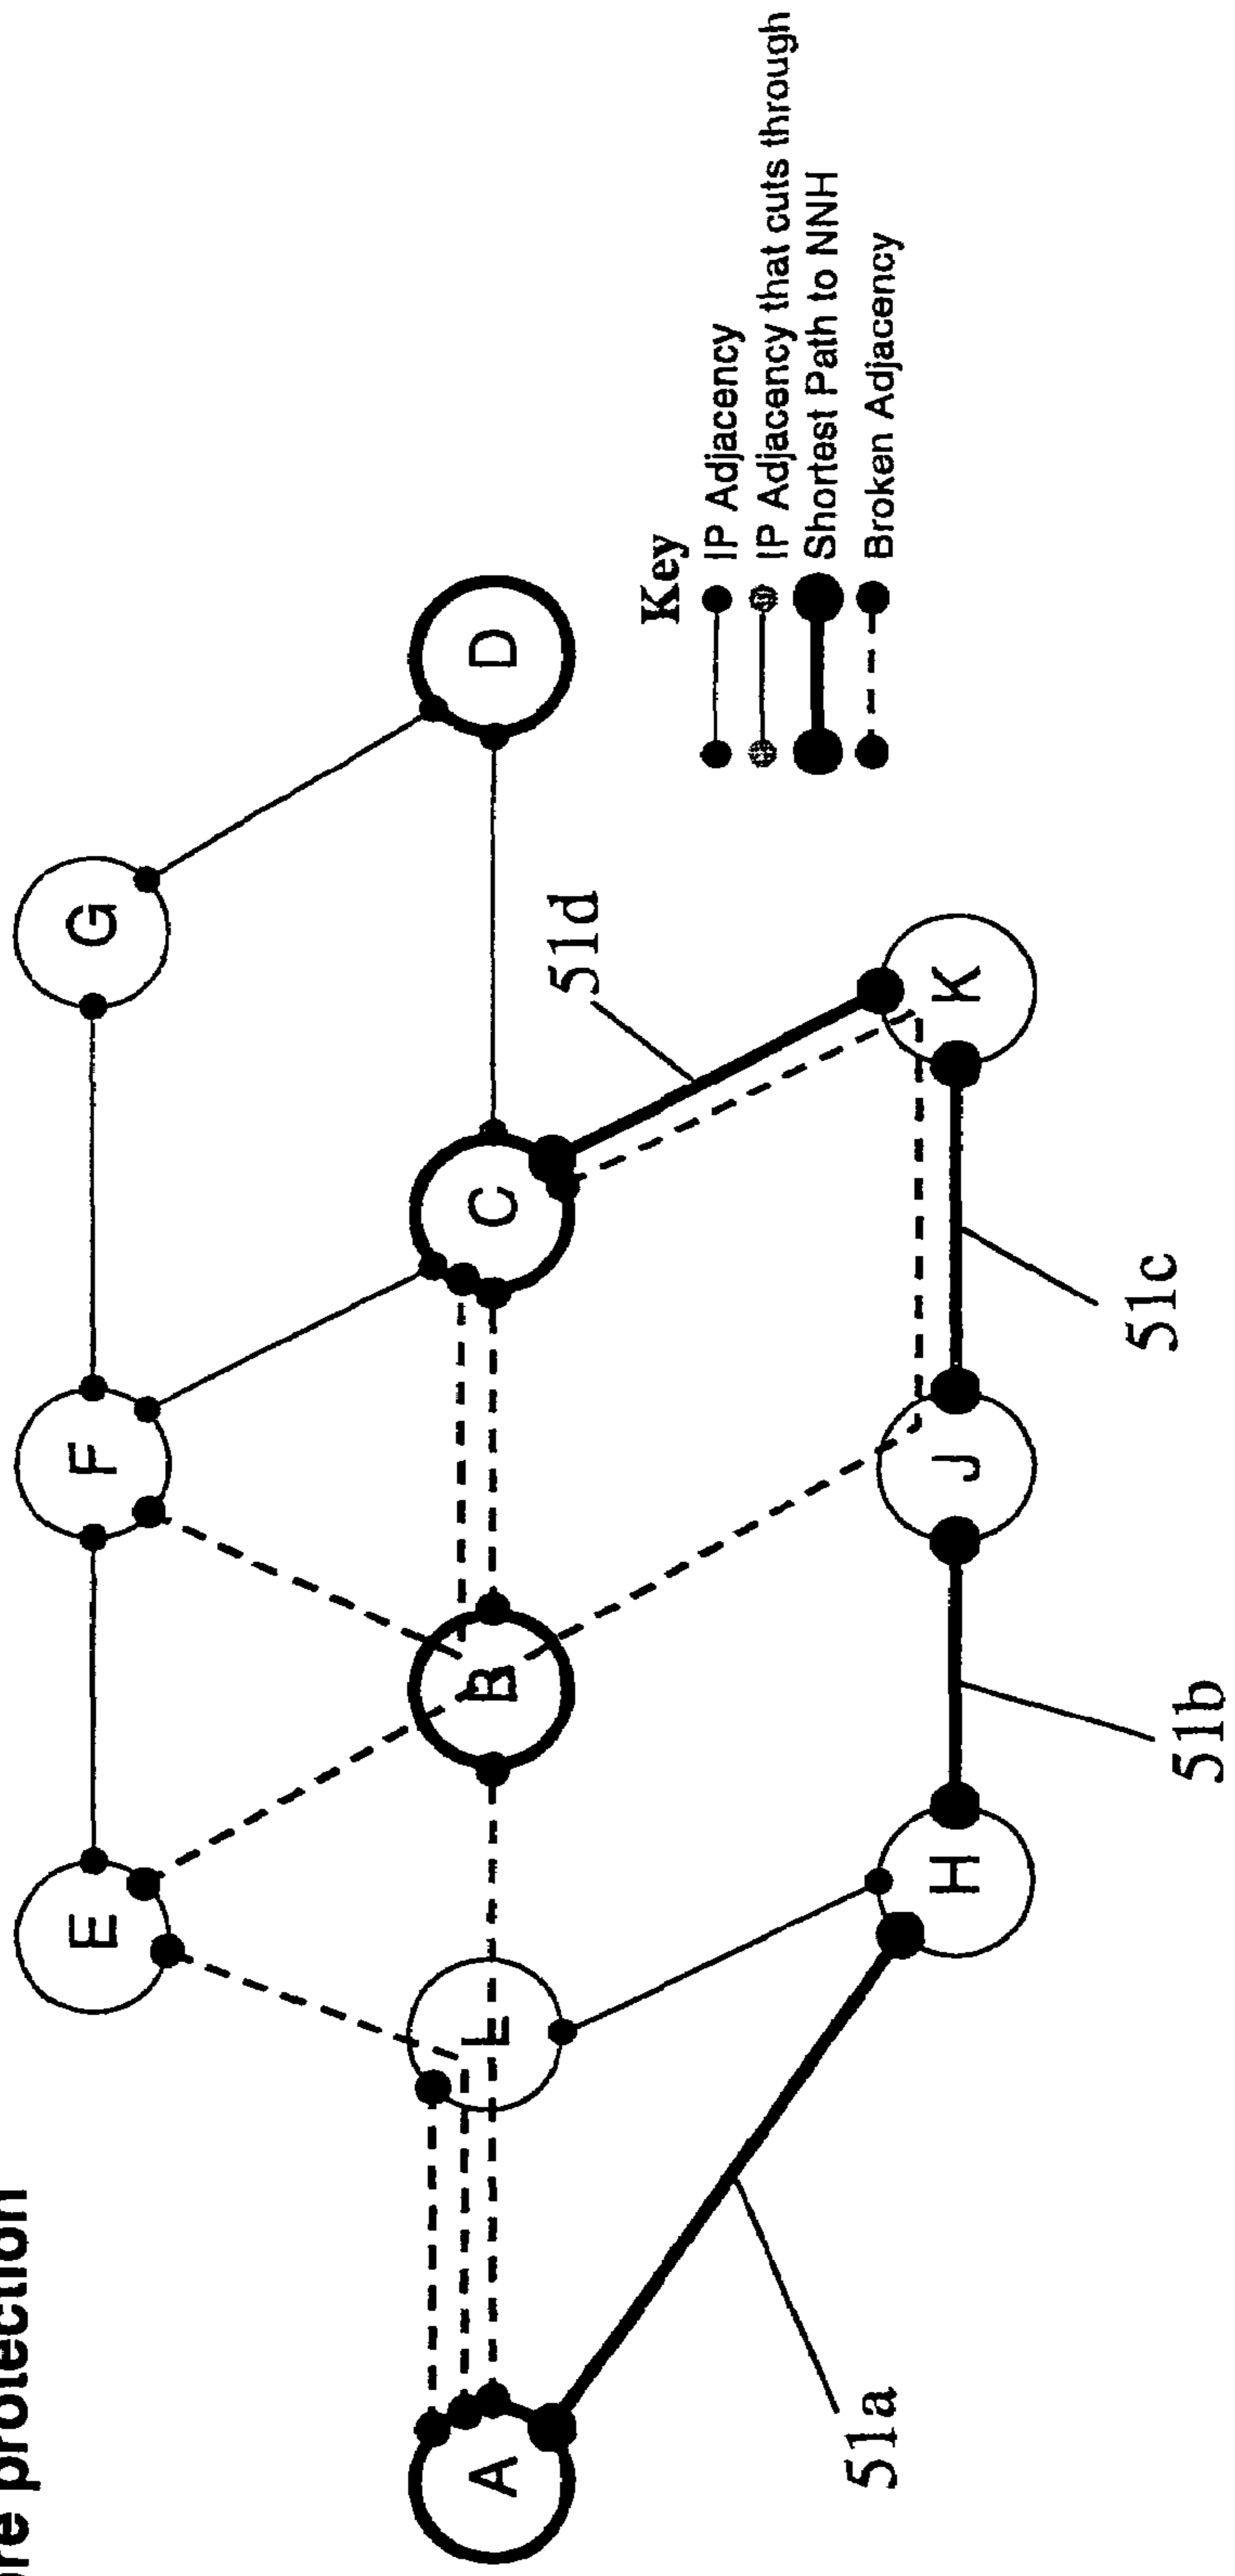 re protection
E
F
G
A
L
B
C
D
H
J
K
51a
51b
51c
51d
Key
IP Adjacency
IP Adjacency that cuts through
Shortest Path to NNH
Broken Adjacency